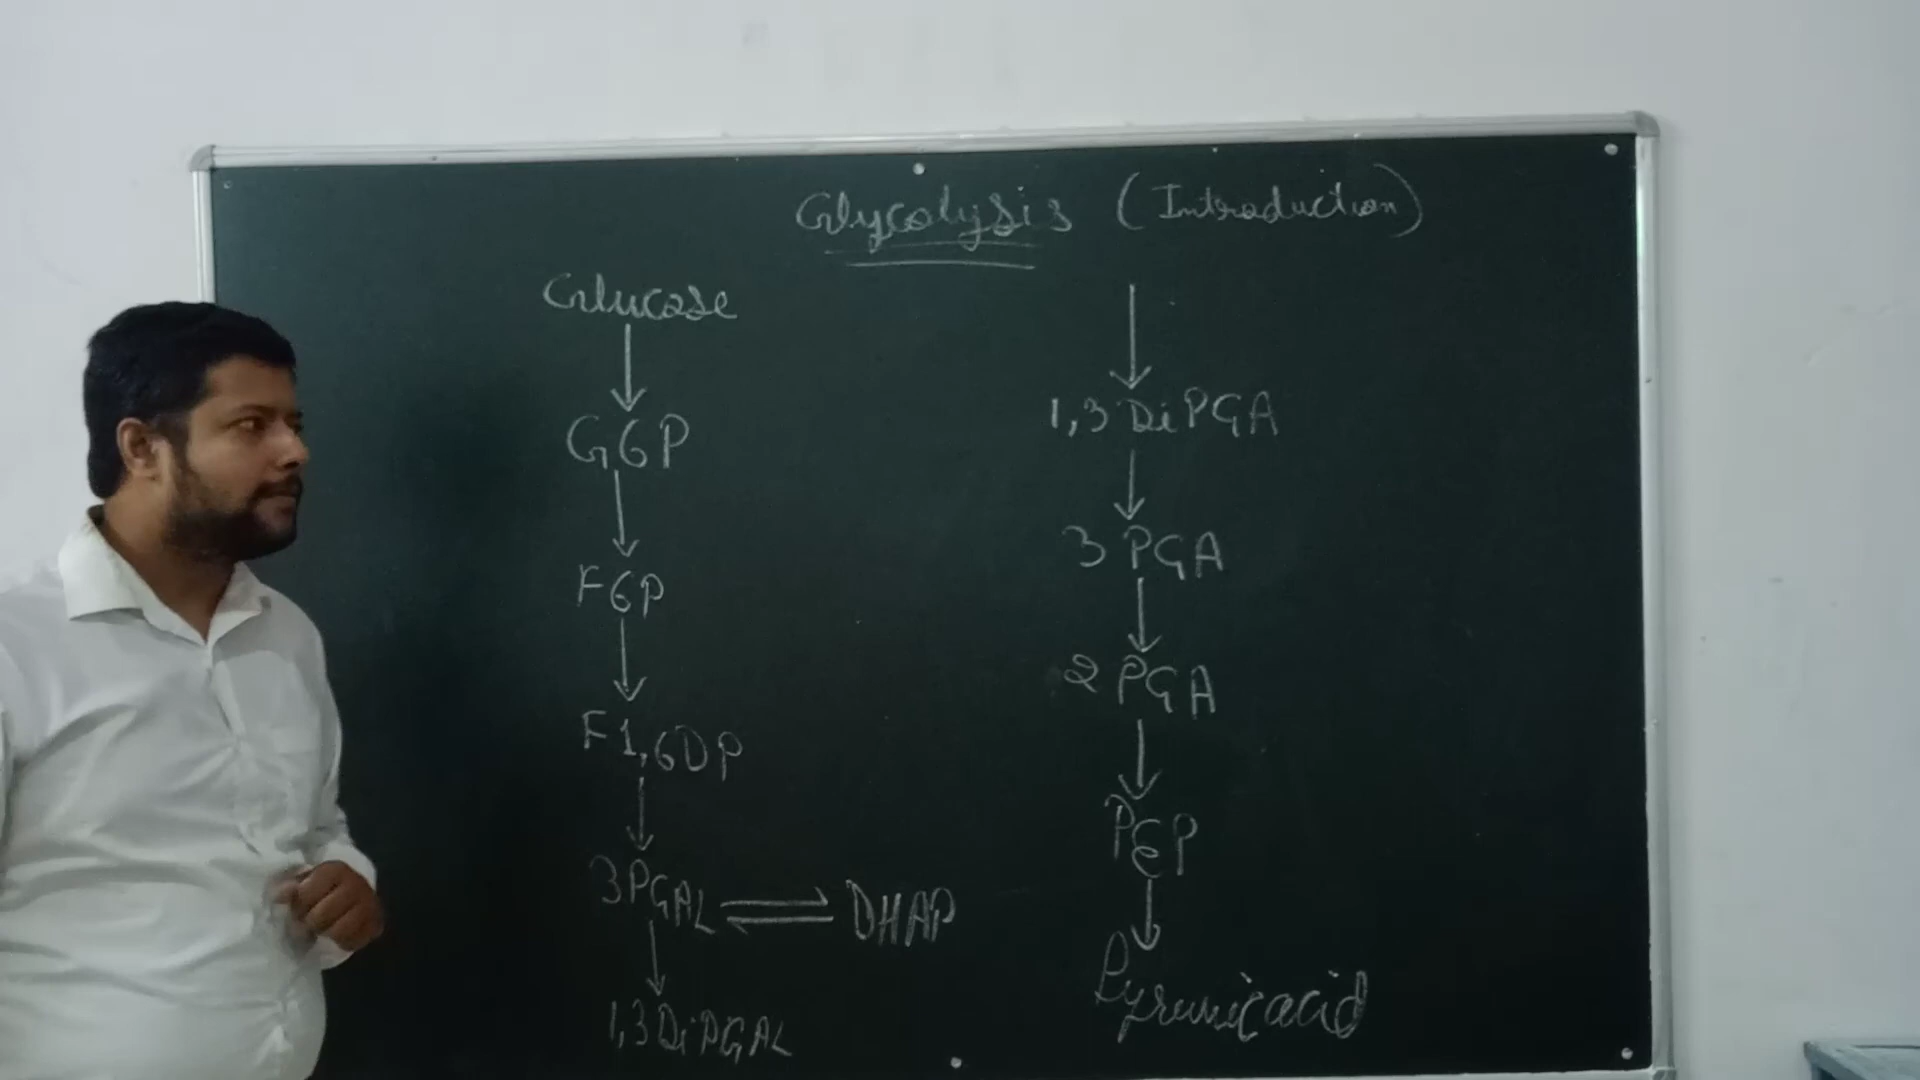 Glycolysis (Introduction)
Glucose
G6P
F6P
F1,6DP
3PGAL ⇌ DHAP
1,3DiPGAL
1,3 DiPGA
3 PGA
2 PGA
PEP
Pyruvic acid